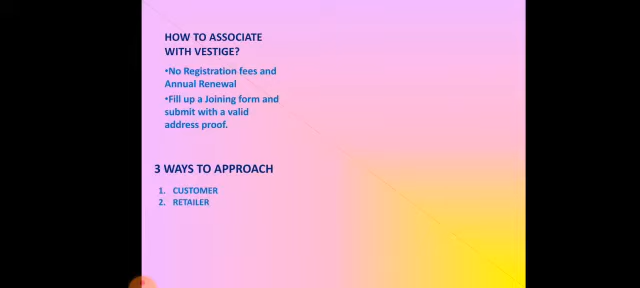 HOW TO ASSOCIATE
WITH VESTIGE?
•No Registration fees and
Annual Renewal
•Fill up a Joining form and
submit with a valid
address proof.
3 WAYS TO APPROACH
1. CUSTOMER
2. RETAILER